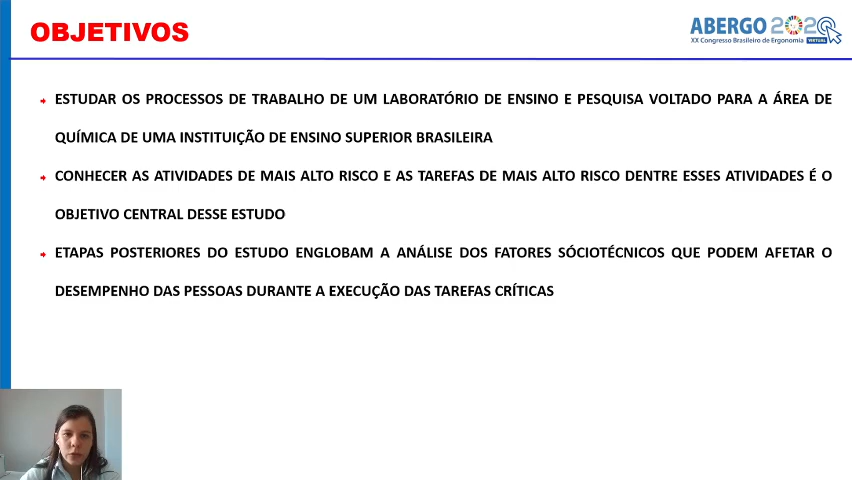 OBJETIVOS
ABERGO 2020
XX Congresso Brasileiro de Ergonomia VIRTUAL
ESTUDAR OS PROCESSOS DE TRABALHO DE UM LABORATÓRIO DE ENSINO E PESQUISA VOLTADO PARA A ÁREA DE
QUÍMICA DE UMA INSTITUIÇÃO DE ENSINO SUPERIOR BRASILEIRA
CONHECER AS ATIVIDADES DE MAIS ALTO RISCO E AS TAREFAS DE MAIS ALTO RISCO DENTRE ESSES ATIVIDADES É O
OBJETIVO CENTRAL DESSE ESTUDO
ETAPAS POSTERIORES DO ESTUDO ENGLOBAM A ANÁLISE DOS FATORES SÓCIOTÉCNICOS QUE PODEM AFETAR O
DESEMPENHO DAS PESSOAS DURANTE A EXECUÇÃO DAS TAREFAS CRÍTICAS